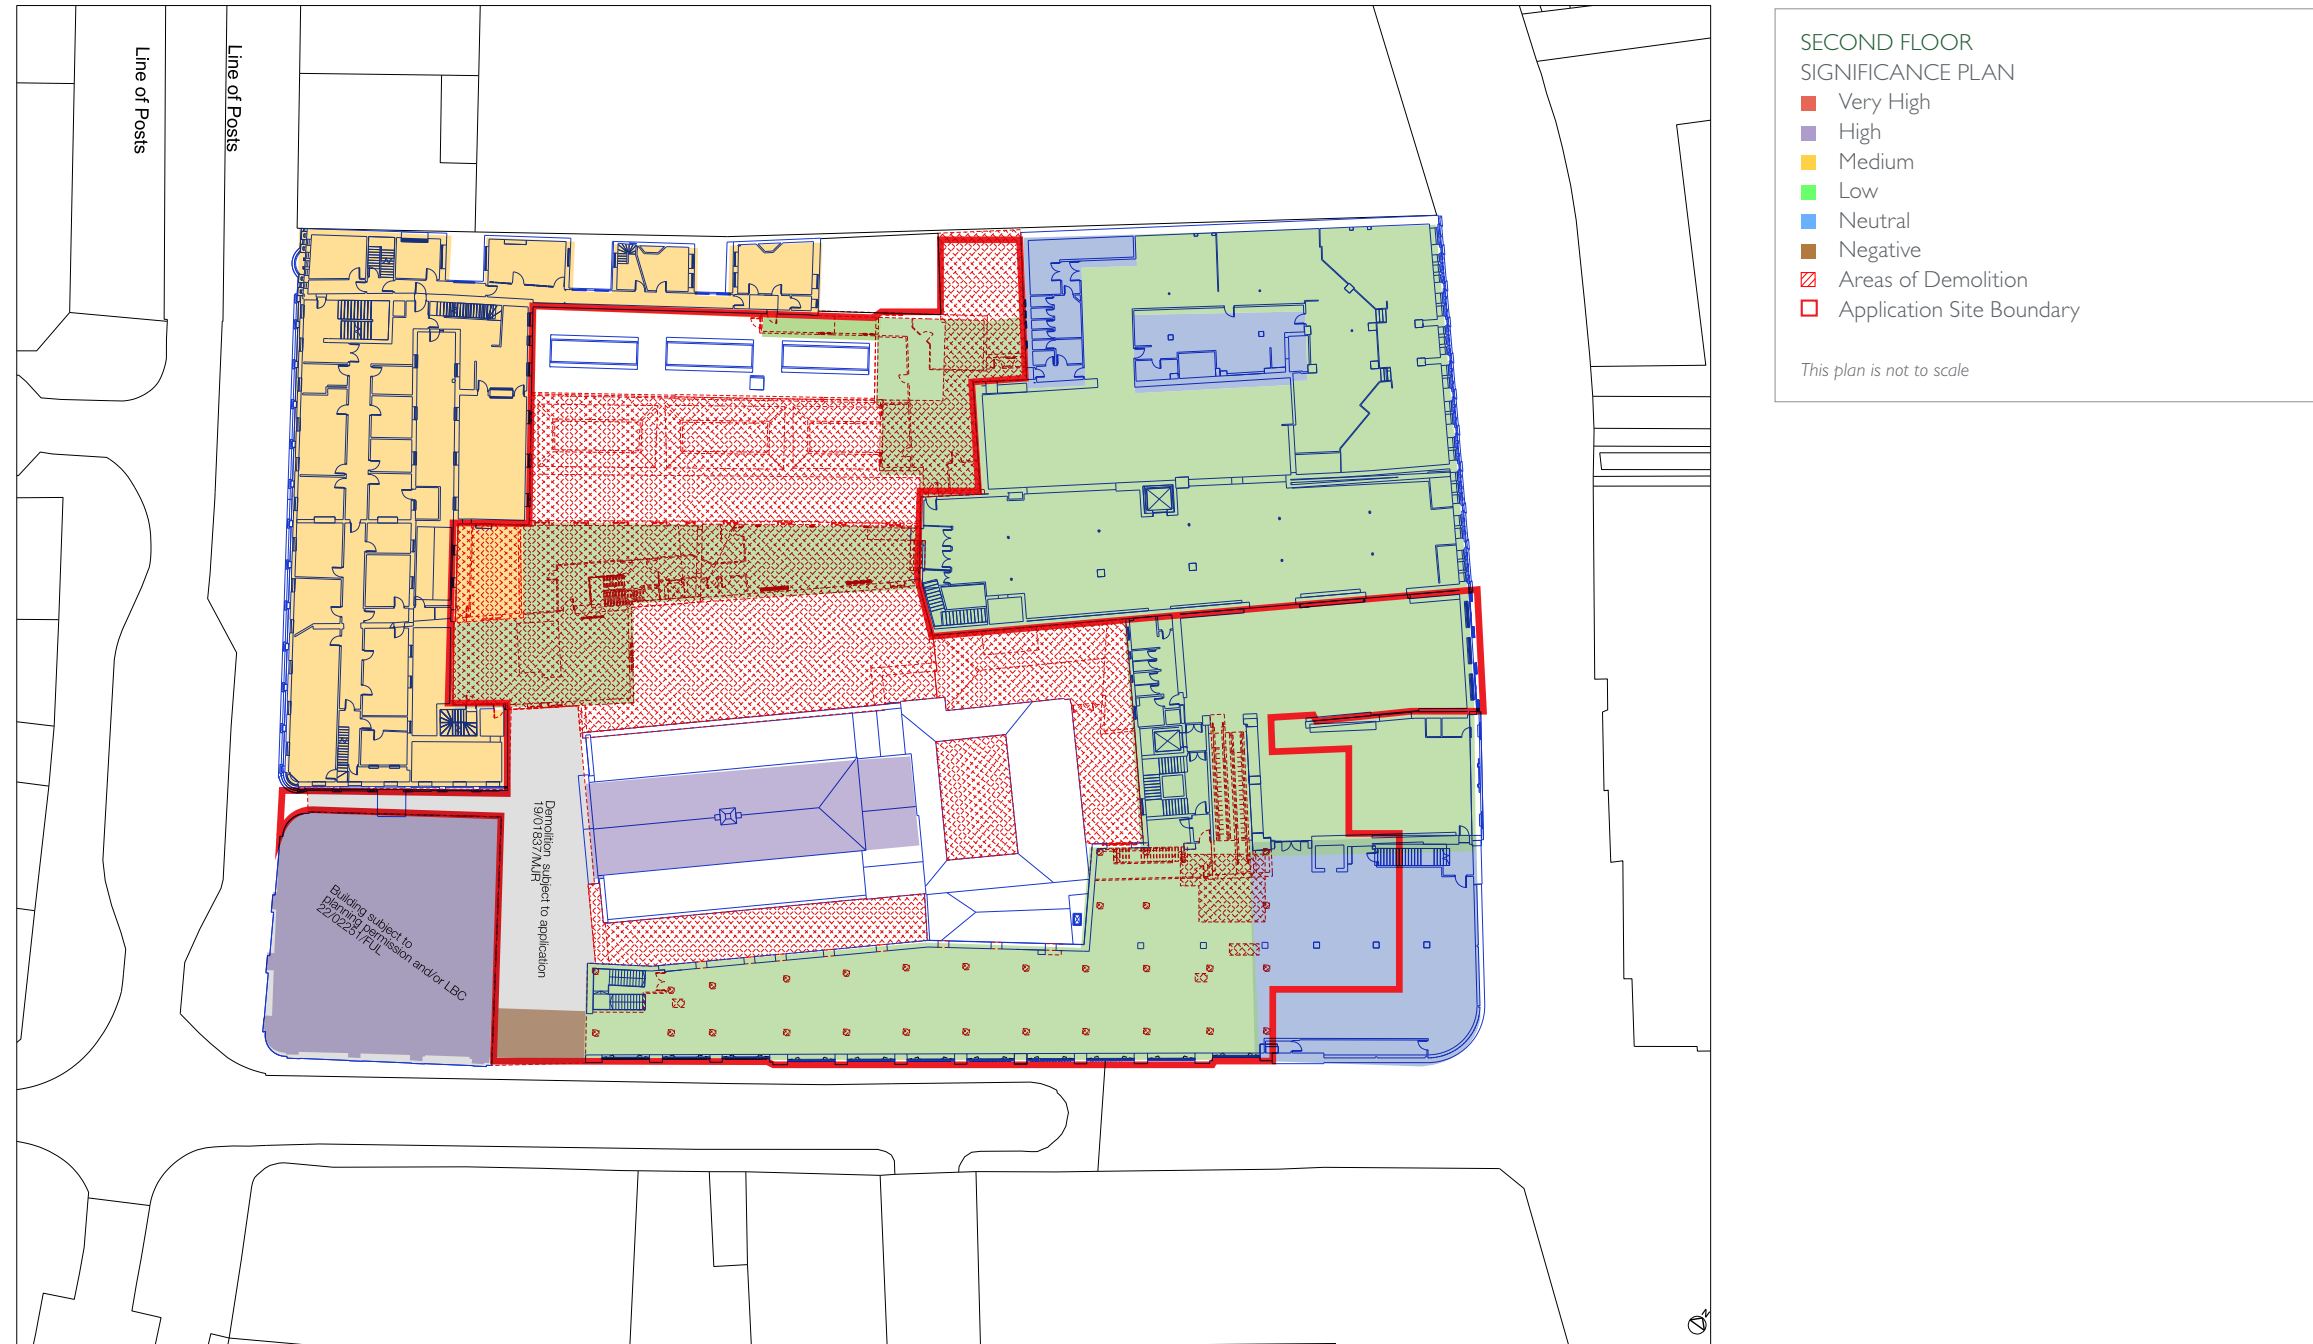 Line of Posts
Line of Posts
SECOND FLOOR
SIGNIFICANCE PLAN
Very High
High
Medium
Low
Neutral
Negative
Areas of Demolition
Application Site Boundary
This plan is not to scale
Demolition subject to application
19/01837/MJR
Building subject to
planning permission and/or LBC
22/02251/FUL
N